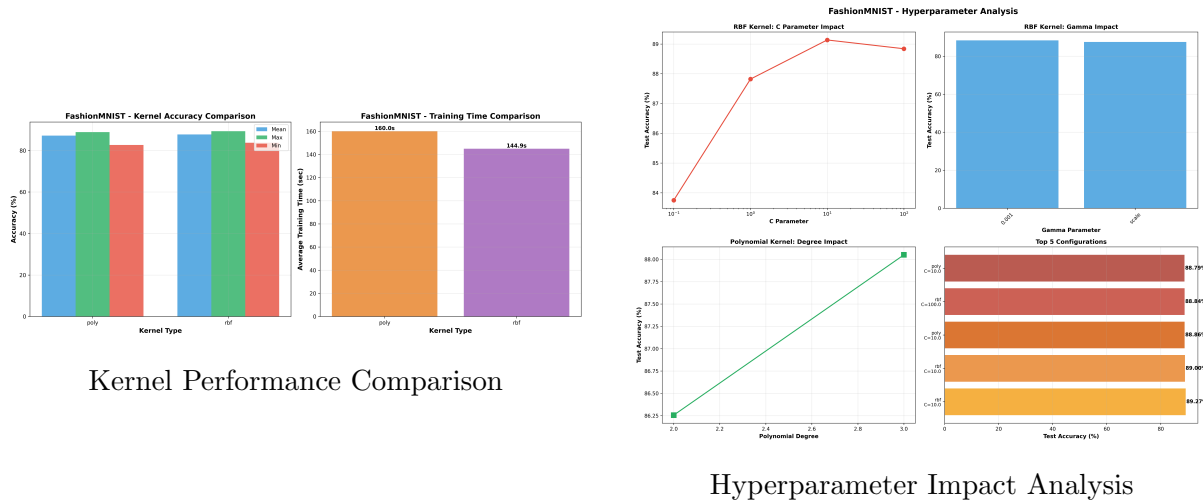 FashionMNIST - Kernel Accuracy Comparison
Accuracy (%)
80
60
40
20
0
poly
rbf
Kernel Type
Mean
Max
Min
FashionMNIST - Training Time Comparison
Average Training Time (sec)
160
140
120
100
80
60
40
20
0
160.0s
144.9s
poly
rbf
Kernel Type
Kernel Performance Comparison
FashionMNIST - Hyperparameter Analysis
RBF Kernel: C Parameter Impact
Test Accuracy (%)
89
88
87
86
85
84
10⁻¹
10⁰
10¹
10²
C Parameter
RBF Kernel: Gamma Impact
Test Accuracy (%)
80
60
40
20
0
0.001
scale
Gamma Parameter
Polynomial Kernel: Degree Impact
Test Accuracy (%)
88.00
87.75
87.50
87.25
87.00
86.75
86.50
86.25
2.0
2.2
2.4
2.6
2.8
3.0
Polynomial Degree
Top 5 Configurations
poly
C=10.0
88.79%
rbf
C=100.0
88.84%
poly
C=10.0
88.86%
rbf
C=10.0
89.00%
rbf
C=10.0
89.27%
0
20
40
60
80
Test Accuracy (%)
Hyperparameter Impact Analysis